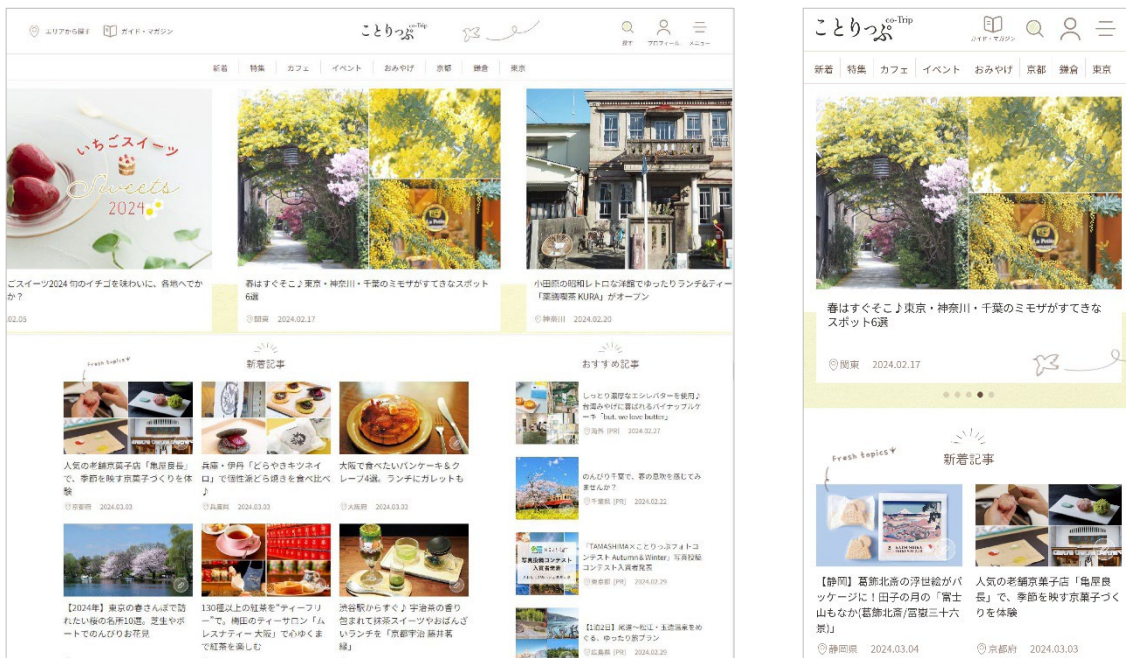 エリアから探す
ガイド・マガジン
ことりっぷ co-Trip
探す
プロフィール
メニュー
新着
特集
カフェ
イベント
おみやげ
京都
鎌倉
東京
いちごスイーツ
Sweets
2024
ごスイーツ2024 旬のイチゴを味わいに、各地へでか
か？
.02.05
La Petite
春はすぐそこ♪東京・神奈川・千葉のミモザがすてきなスポット
6選
関東 2024.02.17
小田原の昭和レトロな洋館でゆったりランチ&ティー
「薬膳喫茶 KURA」がオープン
神奈川 2024.02.20
Fresh topics
新着記事
人気の老舗京菓子店「亀屋良長」
で、季節を映す京菓子づくりを体
験
京都府 2024.03.03
兵庫・伊丹「どらやきキツネイ
ロ」で個性派どら焼きを食べ比べ
♪
兵庫県 2024.03.03
大阪で食べたいパンケーキ＆ク
レープ4選。ランチにガレットも
大阪府 2024.03.03
【2024年】東京の春さんぽで訪
れたい桜の名所10選。芝生やボ
ートでのんびりお花見
130種以上の紅茶を“ティーフリ
ー”で。梅田のティーサロン「ム
レスナティー 大阪」で心ゆくま
で紅茶を楽しむ
渋谷駅からすぐ♪ 宇治茶の香り
に包まれて抹茶スイーツやおばんざ
いランチを「京都宇治 藤井茗
縁」
おすすめ記事
しっとり濃厚なエシレバターを使用♪
台湾みやげに喜ばれるパイナップルケ
ーキ「but. we love butter」
海外 [PR] 2024.02.27
のんびり千葉で、春の息吹を感じてみ
ませんか？
千葉県 [PR] 2024.02.22
写真投稿コンテスト
入賞者発表
「TAMASHIMA×ことりっぷフォトコ
ンテスト Autumn＆Winter」写真投稿
コンテスト入賞者発表
東京都 [PR] 2024.02.29
【1泊2日】尾道～松江・玉造温泉をめ
ぐる、ゆったり旅プラン
広島県 [PR] 2024.02.29
ことりっぷ co-Trip
ガイド・マガジン
新着
特集
カフェ
イベント
おみやげ
京都
鎌倉
東京
La Petite
春はすぐそこ♪東京・神奈川・千葉のミモザがすてきな
スポット6選
関東 2024.02.17
Fresh topics
新着記事
【静岡】葛飾北斎の浮世絵がパ
ッケージに！田子の月「富士
山もなか(葛飾北斎/冨嶽三十六
景)」
静岡県 2024.03.04
人気の老舗京菓子店「亀屋良
長」で、季節を映す京菓子づく
りを体験
京都府 2024.03.03